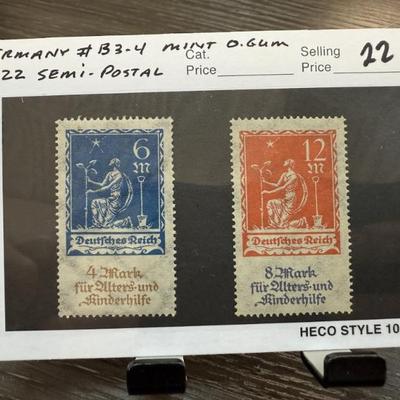 ERMANY # B3-4 MINT O.GUM
22 SEMI-POSTAL
Cat.
Price
Selling
Price
22
6
M
Deutsches Reich
4 Mark
für Alters- und
Kinderhilfe
12
M
Deutsches Reich
8 Mark
für Alters- und
Kinderhilfe
HECO STYLE 10